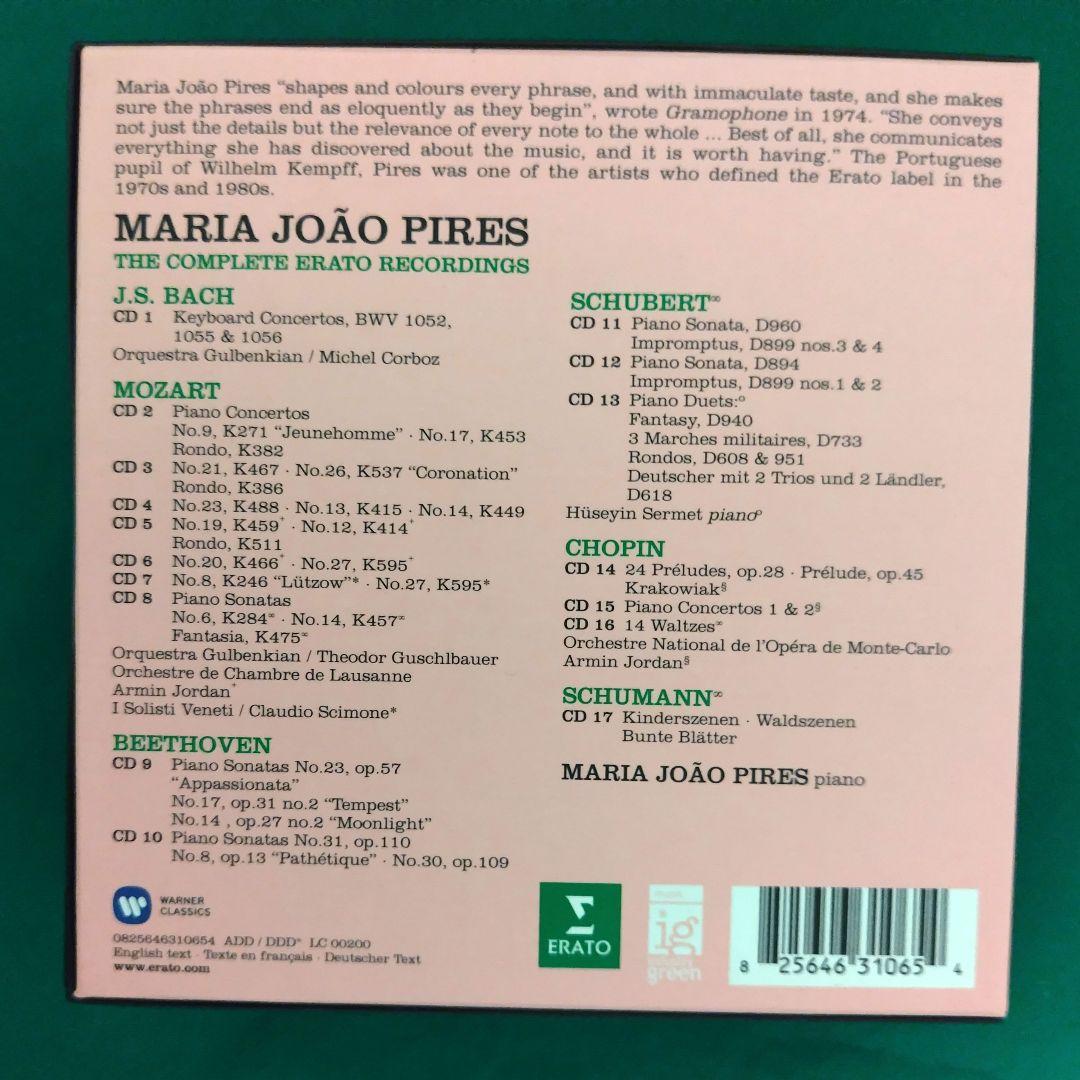 Maria João Pires “shapes and colours every phrase, and with immaculate taste, and she makes
sure the phrases end as eloquently as they begin”, wrote Gramophone in 1974. “She conveys
not just the details but the relevance of every note to the whole ... Best of all, she communicates
everything she has discovered about the music, and it is worth having.” The Portuguese
pupil of Wilhelm Kempff, Pires was one of the artists who defined the Erato label in the
1970s and 1980s.
MARIA JOÃO PIRES
THE COMPLETE ERATO RECORDINGS
J.S. BACH
CD 1 Keyboard Concertos, BWV 1052,
1055 & 1056
Orquestra Gulbenkian / Michel Corboz
MOZART
CD 2 Piano Concertos
No.9, K271 “Jeunehomme” · No.17, K453
Rondo, K382
CD 3 No.21, K467 · No.26, K537 “Coronation”
Rondo, K386
CD 4 No.23, K488 · No.13, K415 · No.14, K449
CD 5 No.19, K459⁺ · No.12, K414⁺
Rondo, K511
CD 6 No.20, K466⁺ · No.27, K595⁺
CD 7 No.8, K246 “Lützow”* · No.27, K595*
CD 8 Piano Sonatas
No.6, K284∞ · No.14, K457∞
Fantasia, K475∞
Orquestra Gulbenkian / Theodor Guschlbauer
Orchestre de Chambre de Lausanne
Armin Jordan⁺
I Solisti Veneti / Claudio Scimone*
BEETHOVEN
CD 9 Piano Sonatas No.23, op.57
“Appassionata”
No.17, op.31 no.2 “Tempest”
No.14 , op.27 no.2 “Moonlight”
CD 10 Piano Sonatas No.31, op.110
No.8, op.13 “Pathétique” · No.30, op.109
SCHUBERT∞
CD 11 Piano Sonata, D960
Impromptus, D899 nos.3 & 4
CD 12 Piano Sonata, D894
Impromptus, D899 nos.1 & 2
CD 13 Piano Duets:º
Fantasy, D940
3 Marches militaires, D733
Rondos, D608 & 951
Deutscher mit 2 Trios und 2 Ländler,
D618
Hüseyin Sermet pianoº
CHOPIN
CD 14 24 Préludes, op.28 · Prélude, op.45
Krakowiak§
CD 15 Piano Concertos 1 & 2§
CD 16 14 Waltzes∞
Orchestre National de l’Opéra de Monte-Carlo
Armin Jordan§
SCHUMANN∞
CD 17 Kinderszenen · Waldszenen
Bunte Blätter
MARIA JOÃO PIRES piano
WARNER
CLASSICS
0825646310654 ADD / DDD∞ LC 00200
English text · Texte en français · Deutscher Text
www.erato.com
ERATO
ig
green
8 25646 31065 4